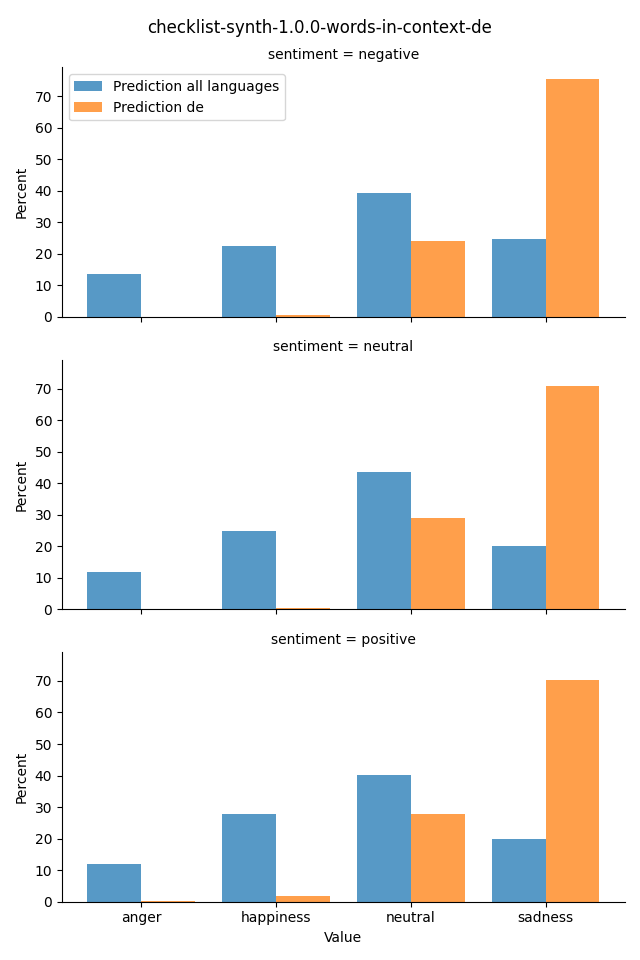 checklist-synth-1.0.0-words-in-context-de
sentiment = negative
Prediction all languages
Prediction de
70
60
50
40
30
20
10
0
Percent
sentiment = neutral
70
60
50
40
30
20
10
0
Percent
sentiment = positive
70
60
50
40
30
20
10
0
Percent
anger happiness neutral sadness
Value